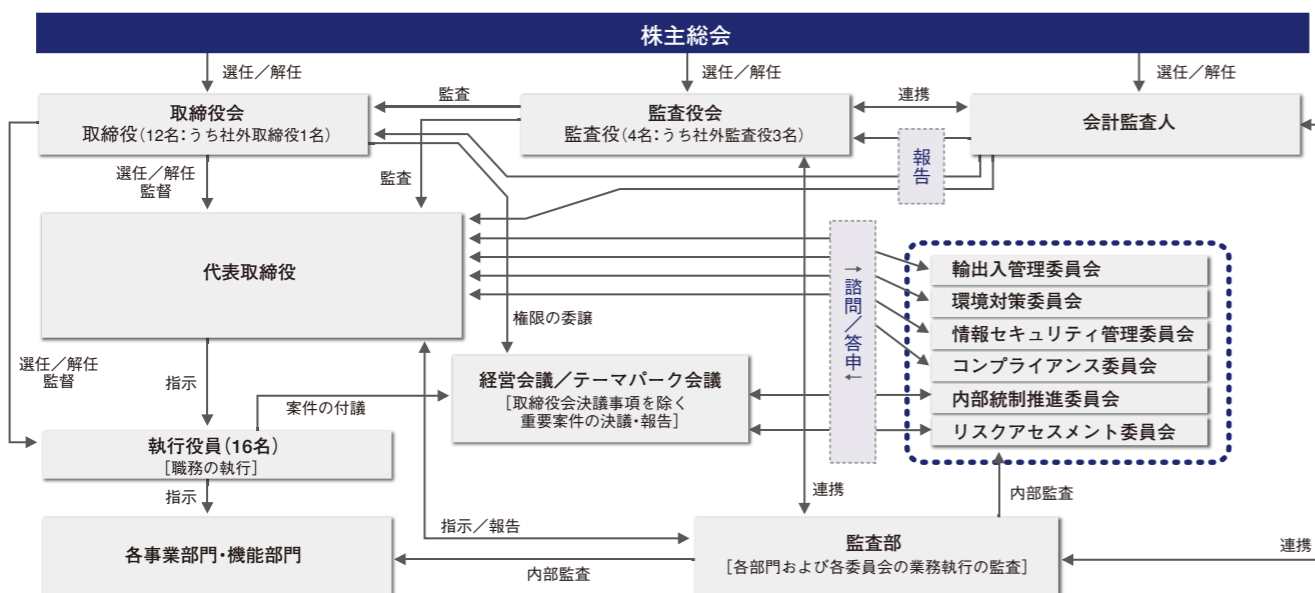 株主総会
選任／解任
選任／解任
選任／解任
取締役会
取締役（12名：うち社外取締役1名）
監査
監査役会
監査役（4名：うち社外監査役3名）
連携
会計監査人
報告
選任／解任
監督
監査
代表取締役
→諮問／答申←
輸出入管理委員会
環境対策委員会
情報セキュリティ管理委員会
コンプライアンス委員会
内部統制推進委員会
リスクアセスメント委員会
権限の委譲
選任／解任
監督
指示
案件の付議
経営会議／テーマパーク会議
［取締役会決議事項を除く
重要案件の決議・報告］
執行役員（16名）
［職務の執行］
指示
連携
内部監査
指示／報告
各事業部門・機能部門
内部監査
監査部
［各部門および各委員会の業務執行の監査］
連携